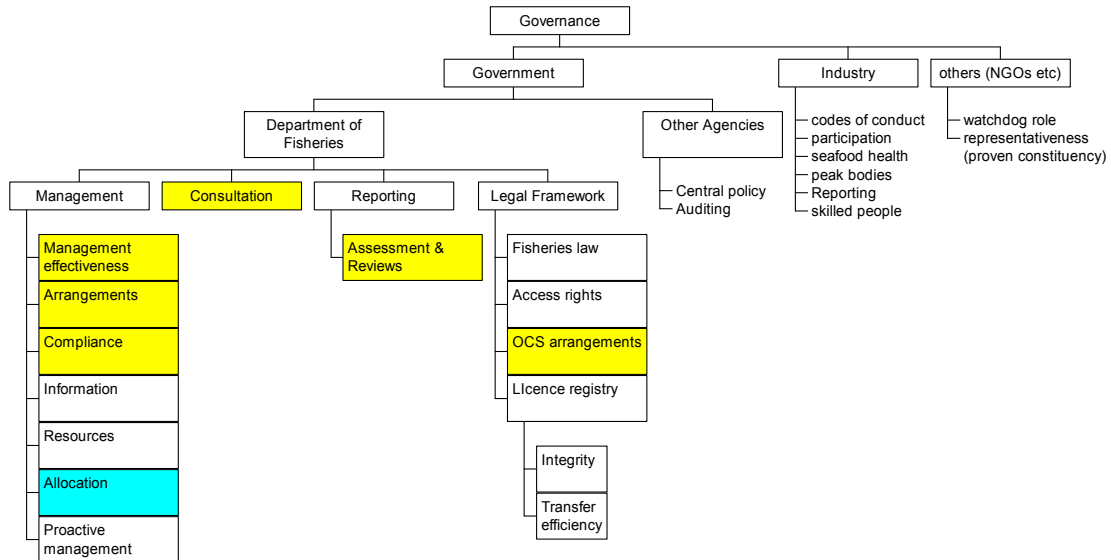 Governance
Government
Industry
others (NGOs etc)
Department of
Fisheries
Other Agencies
codes of conduct
participation
seafood health
peak bodies
Reporting
skilled people
watchdog role
representativeness
(proven constituency)
Central policy
Auditing
Management
Consultation
Reporting
Legal Framework
Management
effectiveness
Arrangements
Compliance
Information
Resources
Allocation
Proactive
management
Assessment &
Reviews
Fisheries law
Access rights
OCS arrangements
LIcence registry
Integrity
Transfer
efficiency